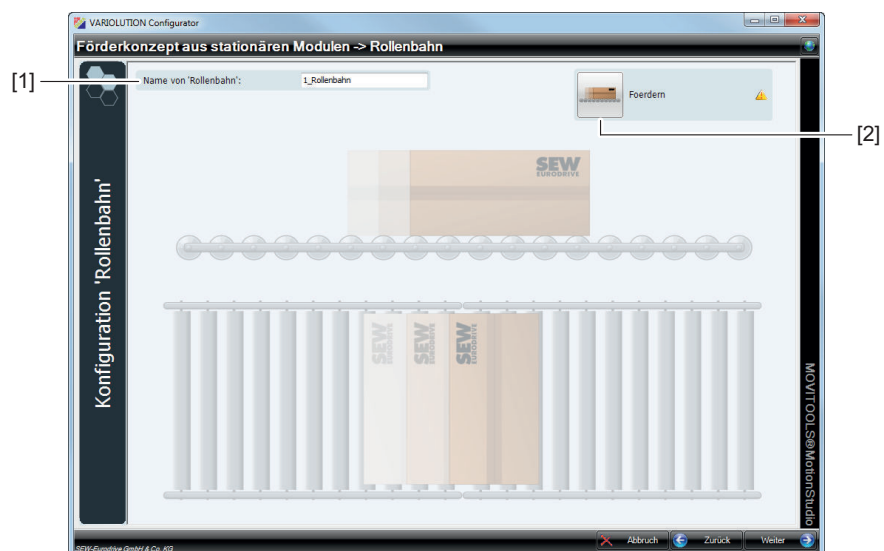 VARIOLUTION Configurator
Förderkonzept aus stationären Modulen -> Rollenbahn
[1]
Name von 'Rollenbahn':
1_Rollenbahn
Foerdern
[2]
Konfiguration 'Rollenbahn'
SEW
EURODRIVE
SEW
SEW
SEW
EURODRIVE
MOVITOOLS®MotionStudio
Abbruch
Zurück
Weiter
SEW-Eurodrive GmbH & Co. KG